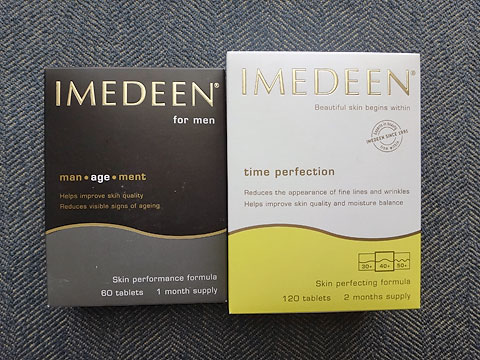 IMEDEEN®
for men
man•age•ment
Helps improve skin quality
Reduces visible signs of ageing
Skin performance formula
60 tablets 1 month supply
IMEDEEN®
Beautiful skin begins within
IMEDEEN SINCE 1991
time perfection
Reduces the appearance of fine lines and wrinkles
Helps improve skin quality and moisture balance
30+ 40+ 50+
Skin perfecting formula
120 tablets 2 months supply